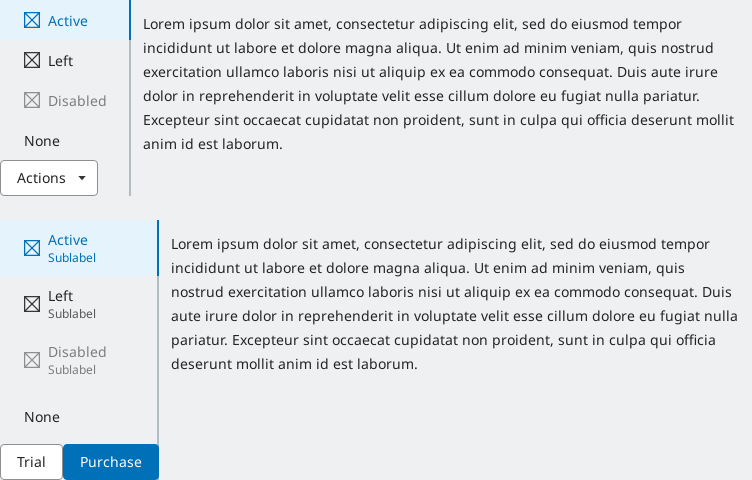 Active
Left
Disabled
None
Actions
Lorem ipsum dolor sit amet, consectetur adipiscing elit, sed do eiusmod tempor
incididunt ut labore et dolore magna aliqua. Ut enim ad minim veniam, quis nostrud
exercitation ullamco laboris nisi ut aliquip ex ea commodo consequat. Duis aute irure
dolor in reprehenderit in voluptate velit esse cillum dolore eu fugiat nulla pariatur.
Excepteur sint occaecat cupidatat non proident, sunt in culpa qui officia deserunt mollit
anim id est laborum.
Active
Sublabel
Left
Sublabel
Disabled
Sublabel
None
Trial
Purchase
Lorem ipsum dolor sit amet, consectetur adipiscing elit, sed do eiusmod tempor
incididunt ut labore et dolore magna aliqua. Ut enim ad minim veniam, quis
nostrud exercitation ullamco laboris nisi ut aliquip ex ea commodo consequat. Duis
aute irure dolor in reprehenderit in voluptate velit esse cillum dolore eu fugiat nulla
pariatur. Excepteur sint occaecat cupidatat non proident, sunt in culpa qui officia
deserunt mollit anim id est laborum.